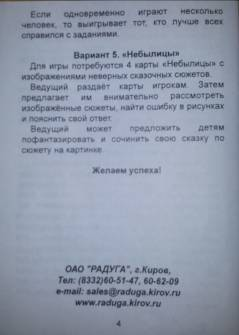 Если одновременно играют несколько
человек, то выигрывает тот, кто лучше всех
справился с заданиями.
Вариант 5. «Небылицы»
Для игры потребуются 4 карты «Небылицы» с
изображениями неверных сказочных сюжетов.
Ведущий раздаёт карты игрокам. Затем
предлагает им внимательно рассмотреть
изображённые сюжеты, найти ошибку в рисунках
и пояснить свой ответ.
Ведущий может предложить детям
пофантазировать и сочинить свою сказку по
сюжету на картинке.
Желаем успеха!
ОАО "РАДУГА", г.Киров,
Тел: (8332)60-51-47, 60-62-09
e-mail: sales@raduga.kirov.ru
www.raduga.kirov.ru
4